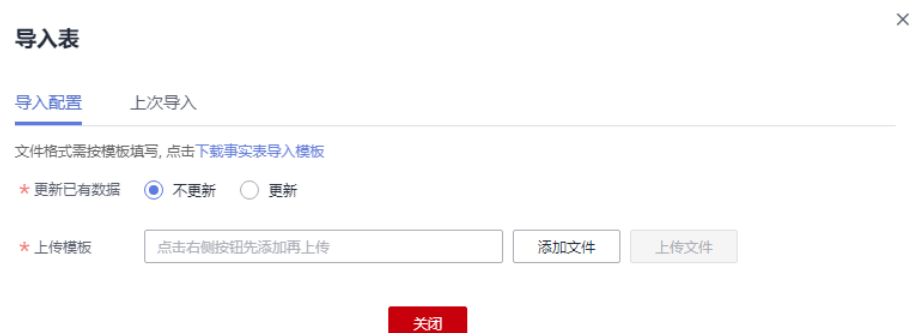 导入表
导入配置 上次导入
文件格式需按模板填写, 点击下载事实表导入模板
* 更新已有数据 不更新 更新
* 上传模板 点击右侧按钮先添加再上传 添加文件 上传文件
关闭